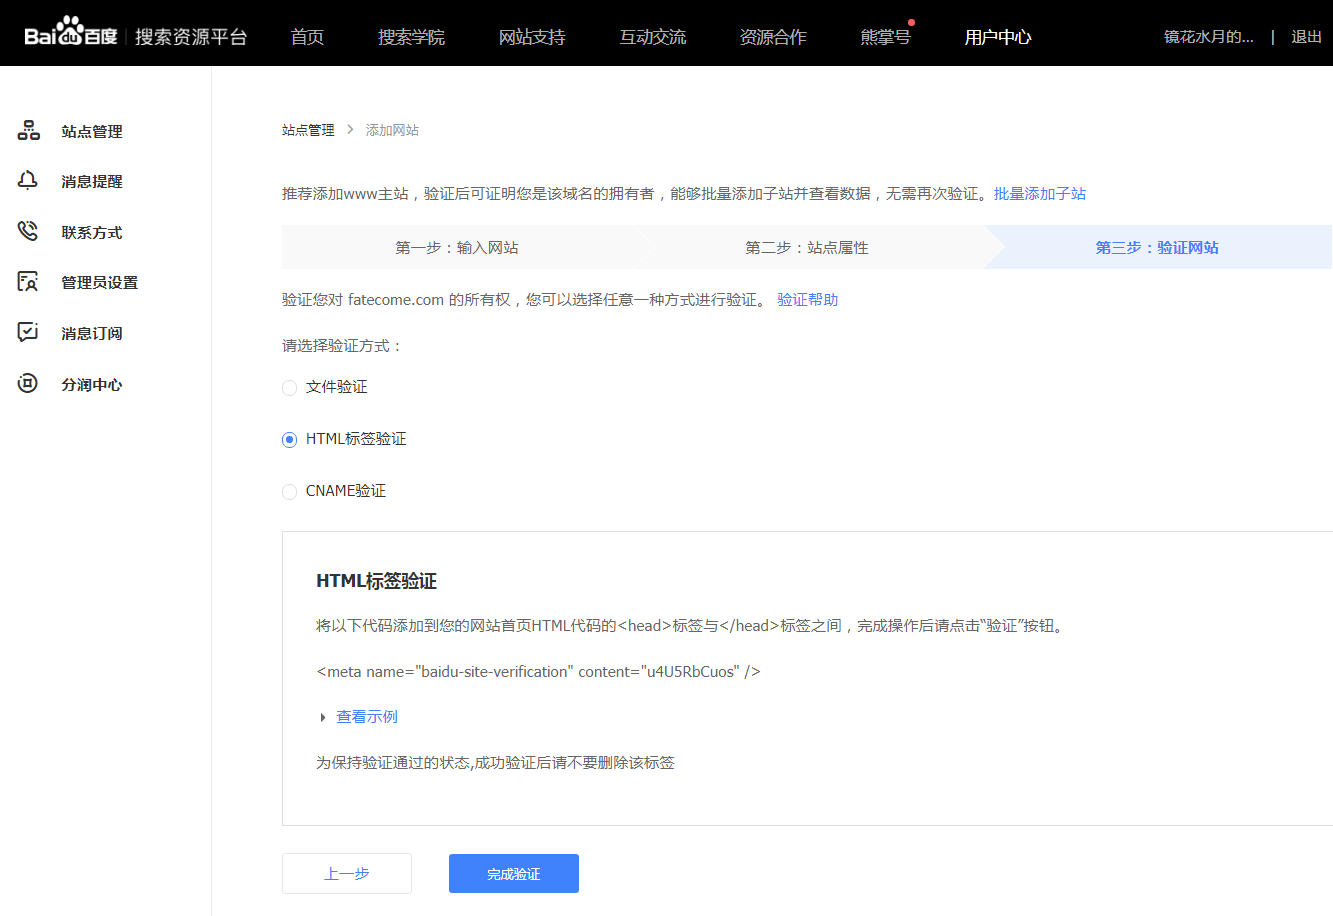 Bai du 百度 | 搜索资源平台 首页 搜索学院 网站支持 互动交流 资源合作 熊掌号 用户中心 镜花水月的... | 退出
站点管理
消息提醒
联系方式
管理员设置
消息订阅
分润中心
站点管理 > 添加网站
推荐添加www主站，验证后可证明您是该域名的拥有者，能够批量添加子站并查看数据，无需再次验证。批量添加子站
第一步：输入网站 第二步：站点属性 第三步：验证网站
验证您对 fatecome.com 的所有权，您可以选择任意一种方式进行验证。 验证帮助
请选择验证方式：
文件验证
HTML标签验证
CNAME验证
HTML标签验证
将以下代码添加到您的网站首页HTML代码的<head>标签与</head>标签之间，完成操作后请点击“验证”按钮。
<meta name="baidu-site-verification" content="u4U5RbCuos" />
查看示例
为保持验证通过的状态,成功验证后请不要删除该标签
上一步 完成验证